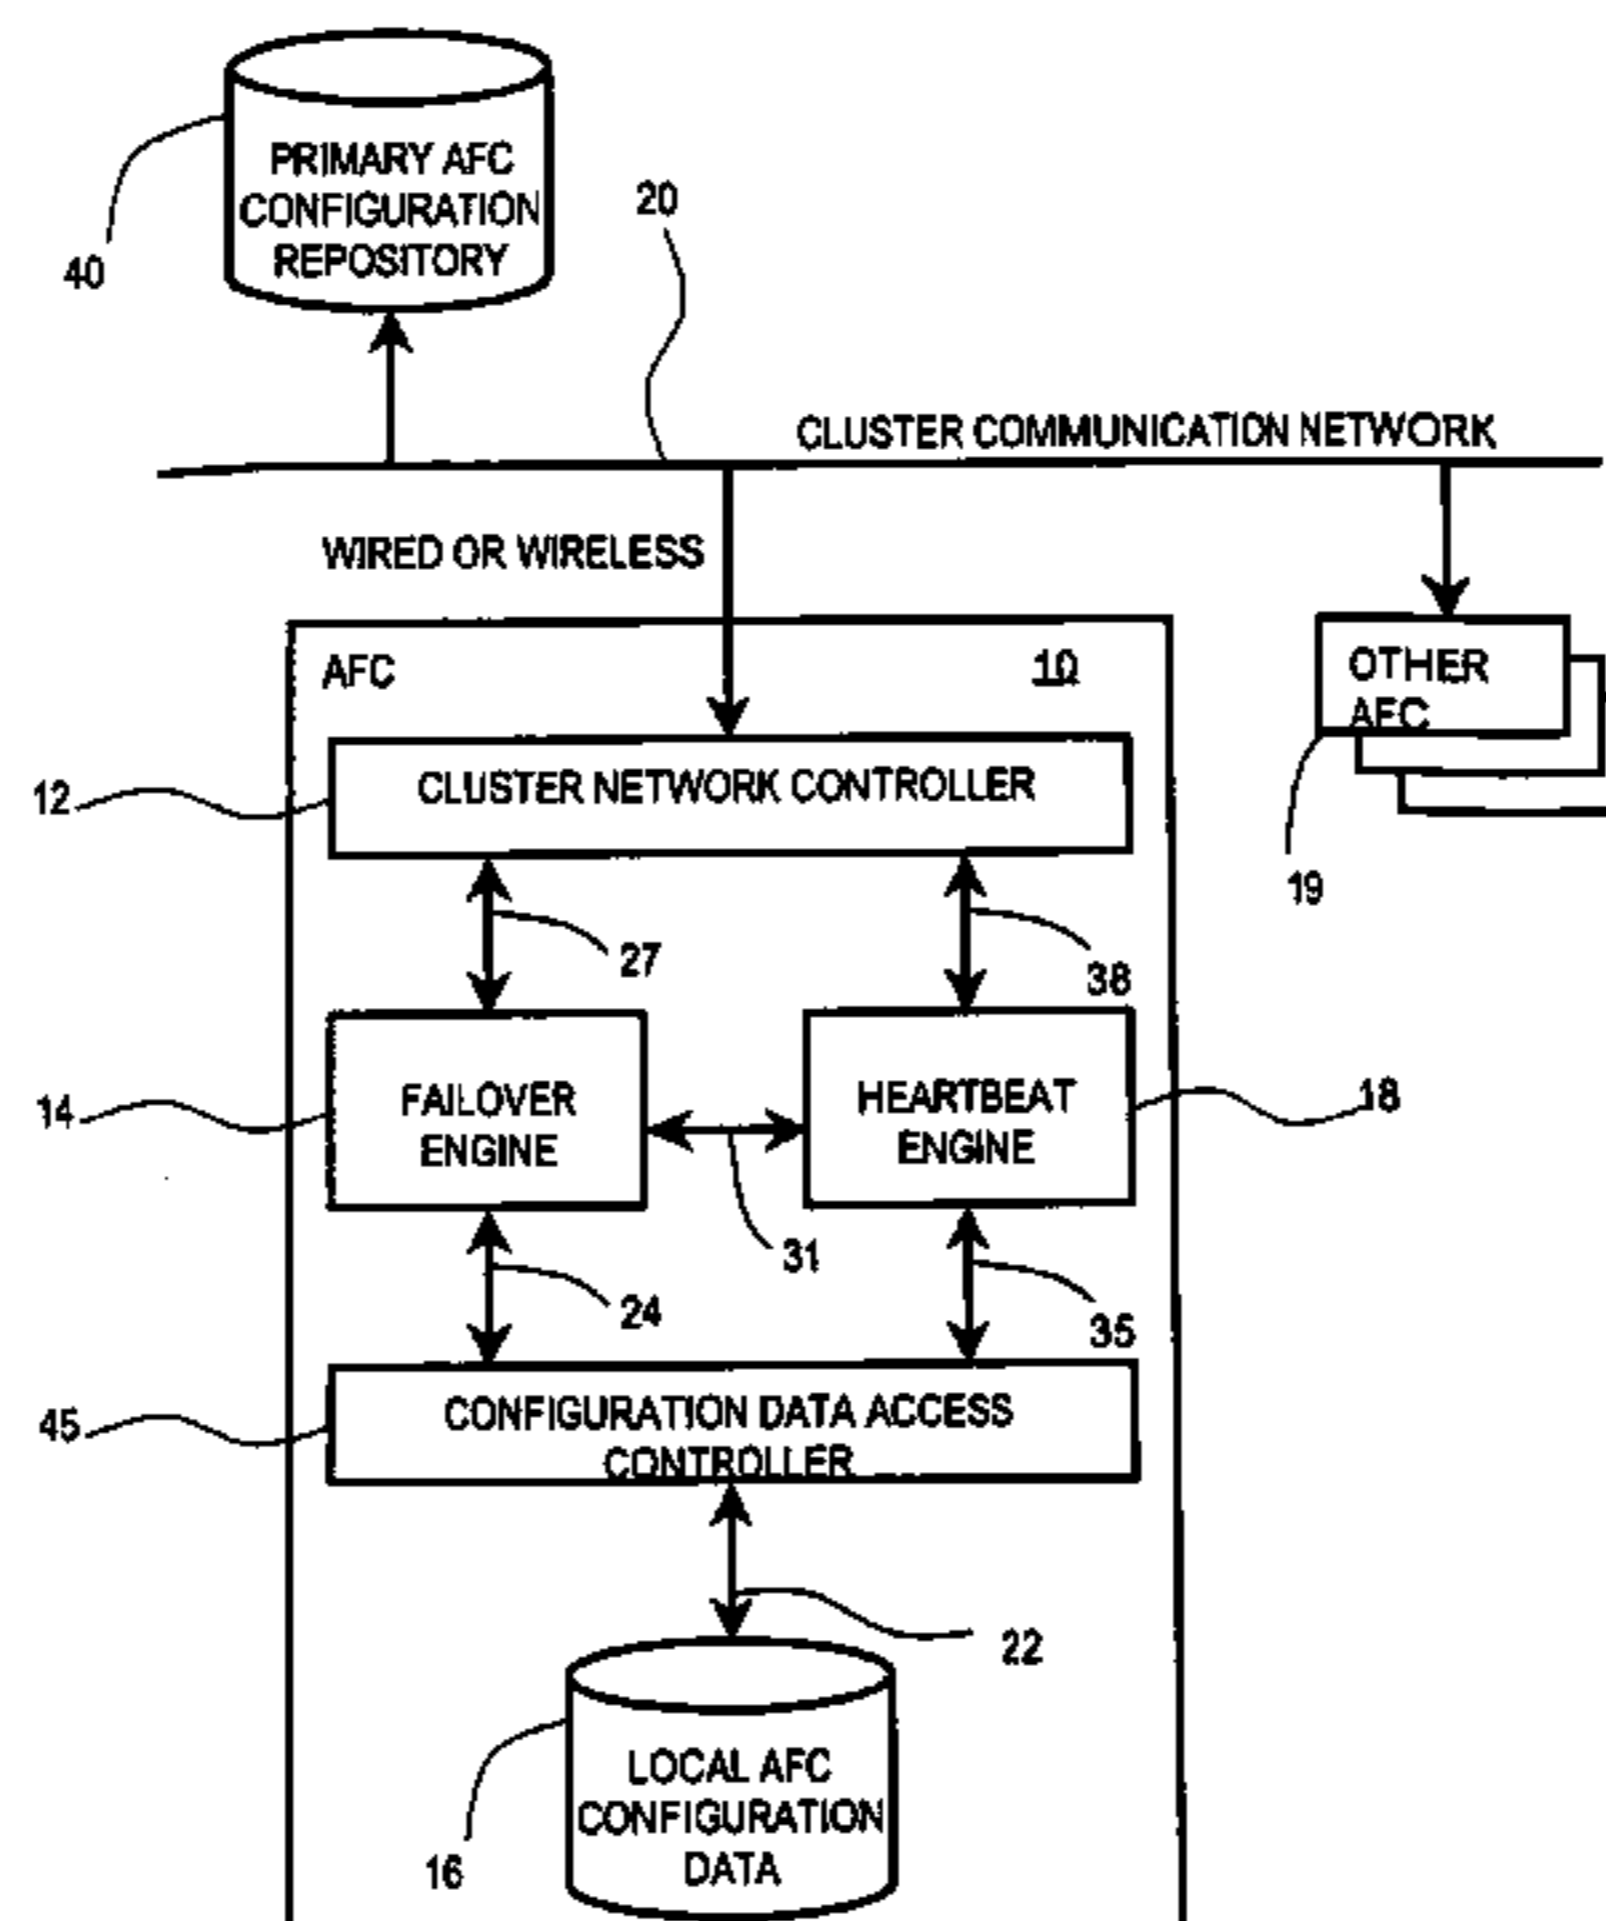 PRIMARY AFC
CONFIGURATION
REPOSITORY
40
20
CLUSTER COMMUNICATION NETWORK
WIRED OR WIRELESS
AFC
10
OTHER
AFC
19
CLUSTER NETWORK CONTROLLER
12
27
38
FAILOVER
ENGINE
14
HEARTBEAT
ENGINE
18
31
24
35
CONFIGURATION DATA ACCESS
CONTROLLER
45
22
LOCAL AFC
CONFIGURATION
DATA
16